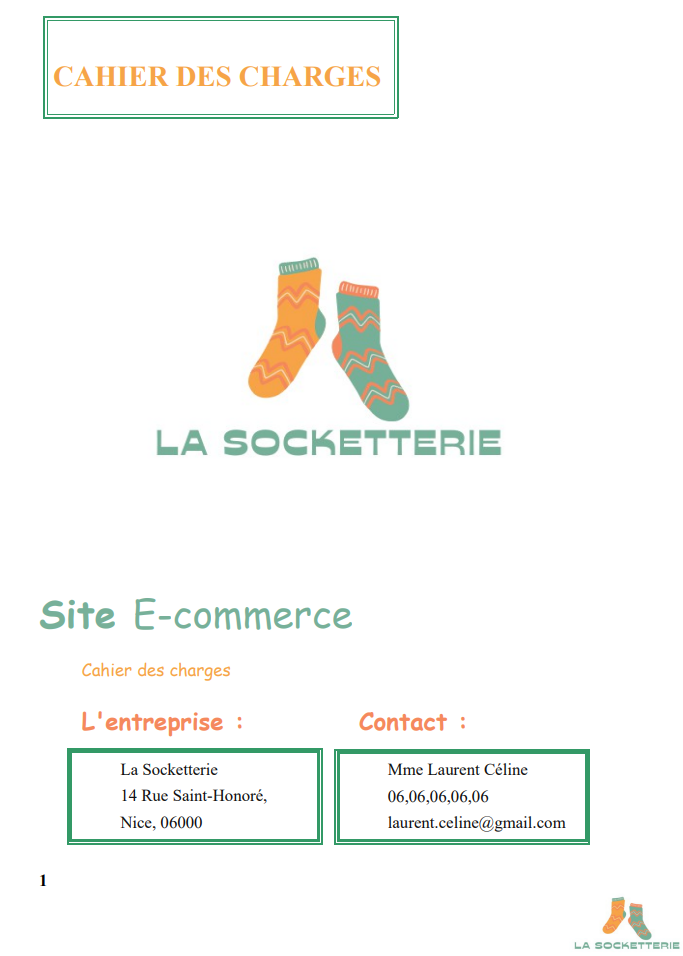 CAHIER DES CHARGES
LA SOCKETTERIE
Site E-commerce
Cahier des charges
L'entreprise :
La Socketterie
14 Rue Saint-Honoré,
Nice, 06000
Contact :
Mme Laurent Céline
06,06,06,06,06
laurent.celine@gmail.com
1
LA SOCKETTERIE